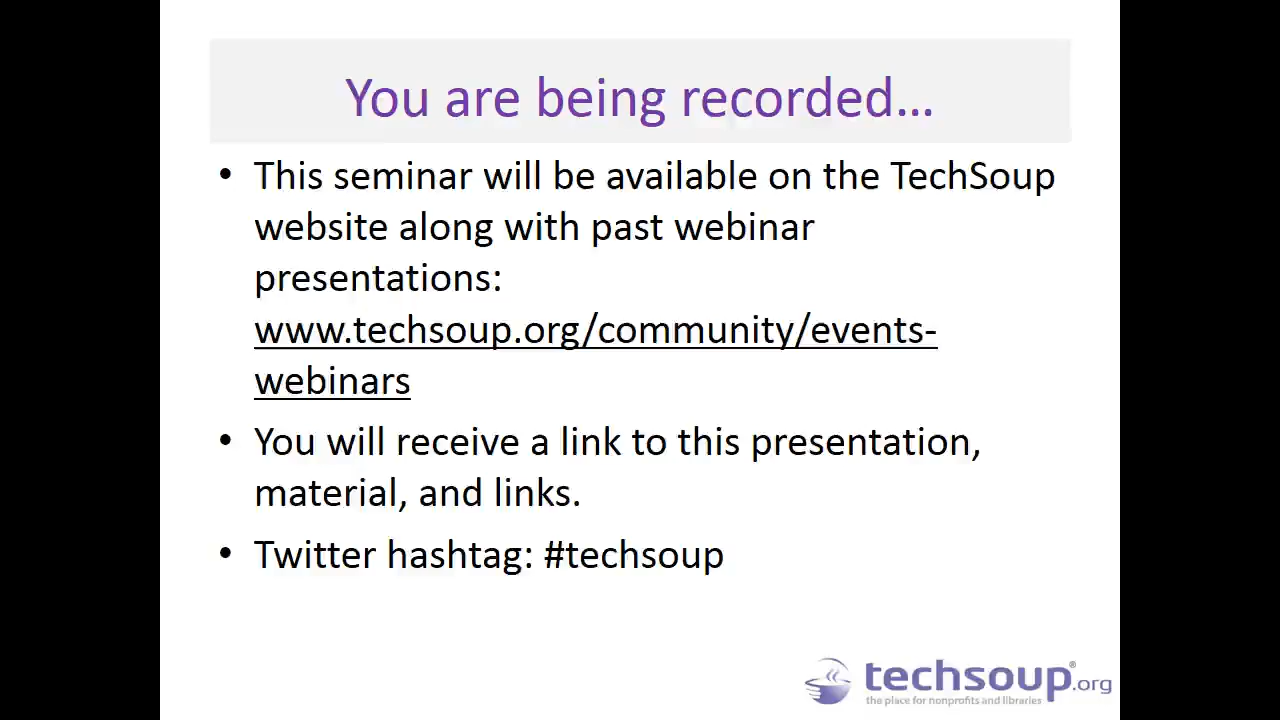 You are being recorded...
• This seminar will be available on the TechSoup
website along with past webinar
presentations:
www.techsoup.org/community/events-
webinars
• You will receive a link to this presentation,
material, and links.
• Twitter hashtag: #techsoup
techsoup®.org
the place for nonprofits and libraries